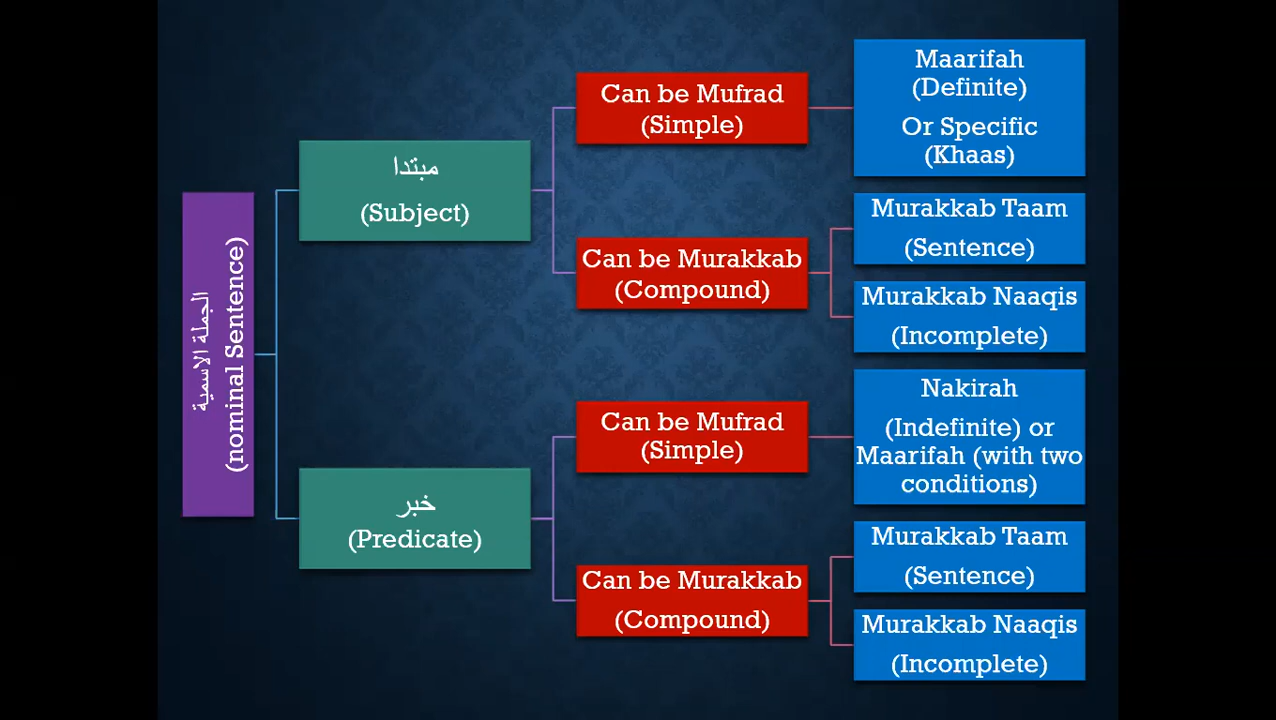 الجملة الاسمية
(nominal Sentence)
مبتدا
(Subject)
Can be Mufrad
(Simple)
Maarifah
(Definite)
Or Specific
(Khaas)
Can be Murakkab
(Compound)
Murakkab Taam
(Sentence)
Murakkab Naaqis
(Incomplete)
خبر
(Predicate)
Can be Mufrad
(Simple)
Nakirah
(Indefinite) or
Maarifah (with two
conditions)
Can be Murakkab
(Compound)
Murakkab Taam
(Sentence)
Murakkab Naaqis
(Incomplete)